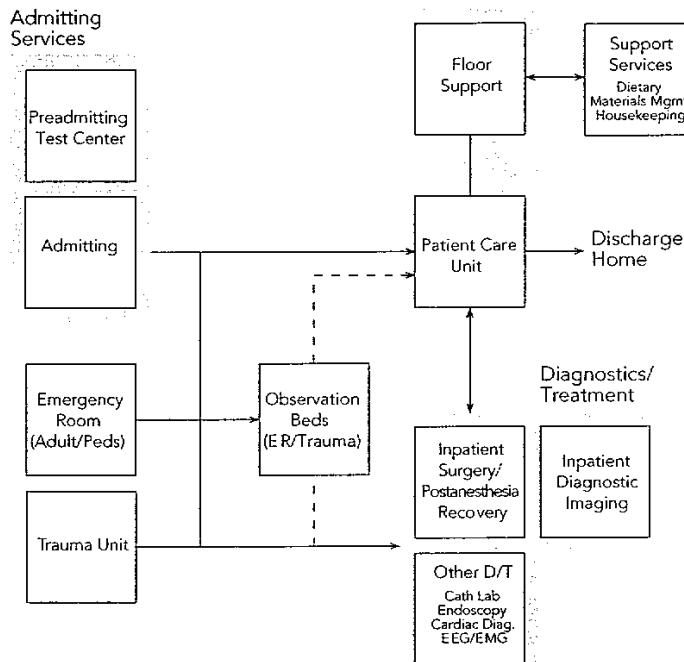 Admitting
Services
Preadmitting
Test Center
Admitting
Emergency
Room
(Adult/Peds)
Trauma Unit
Observation
Beds
(ER/Trauma)
Floor
Support
Support
Services
Dietary
Materials Mgmt
Housekeeping
Patient Care
Unit
Discharge
Home
Diagnostics/
Treatment
Inpatient
Surgery/
Postanesthesia
Recovery
Inpatient
Diagnostic
Imaging
Other D/T
Cath Lab
Endoscopy
Cardiac Diag.
EEG/EMG